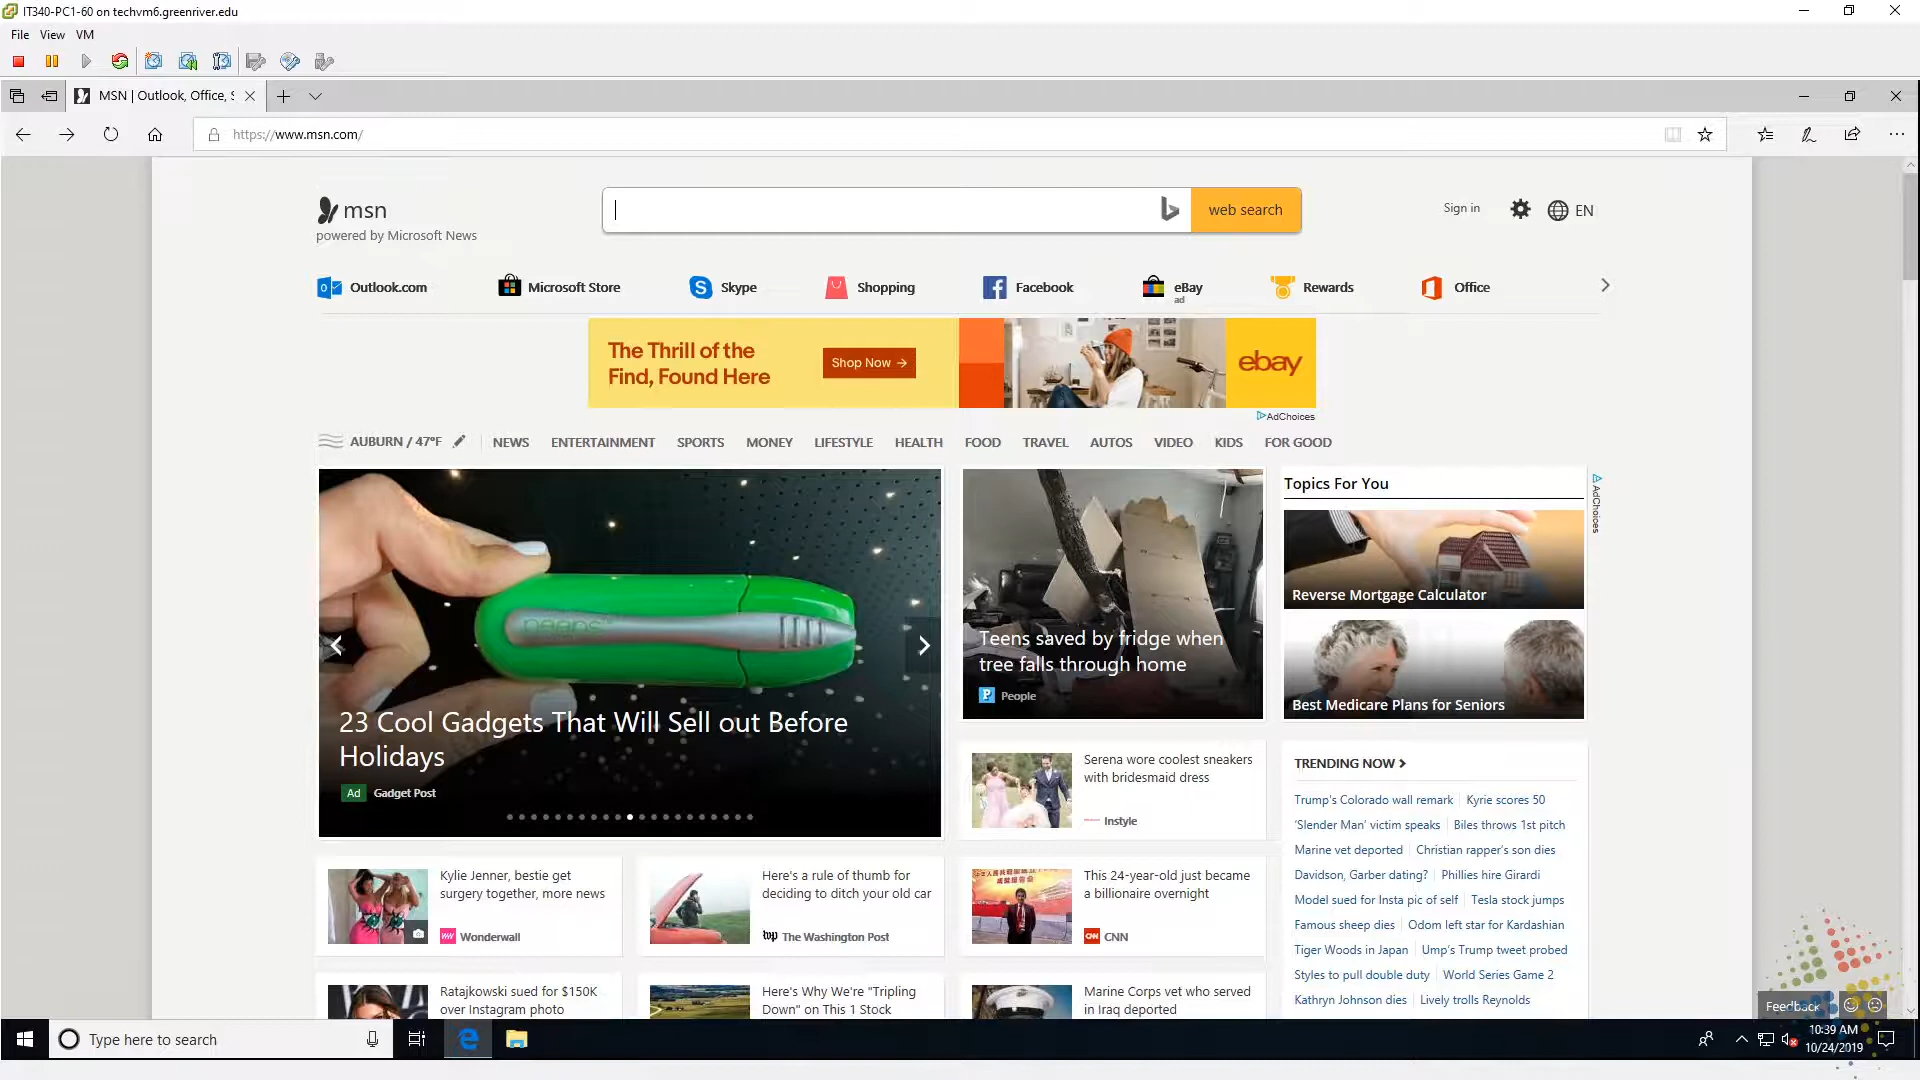 IT340-PC1-60 on techvm6.greenriver.edu
File View VM
MSN | Outlook, Office, S
https://www.msn.com/
msn
powered by Microsoft News
web search
Sign in
EN
Outlook.com
Microsoft Store
Skype
Shopping
Facebook
eBay
ad
Rewards
Office
The Thrill of the
Find, Found Here
Shop Now →
ebay
AdChoices
AUBURN / 47°F
NEWS ENTERTAINMENT SPORTS MONEY LIFESTYLE HEALTH FOOD TRAVEL AUTOS VIDEO KIDS FOR GOOD
23 Cool Gadgets That Will Sell out Before
Holidays
Ad Gadget Post
Teens saved by fridge when
tree falls through home
People
Topics For You
AdChoices
Reverse Mortgage Calculator
Best Medicare Plans for Seniors
Serena wore coolest sneakers
with bridesmaid dress
Instyle
TRENDING NOW
Trump's Colorado wall remark Kyrie scores 50
'Slender Man' victim speaks Biles throws 1st pitch
Marine vet deported Christian rapper's son dies
Davidson, Garber dating? Phillies hire Girardi
Model sued for Insta pic of self Tesla stock jumps
Famous sheep dies Odom left star for Kardashian
Tiger Woods in Japan Ump's Trump tweet probed
Styles to pull double duty World Series Game 2
Kathryn Johnson dies Lively trolls Reynolds
Kylie Jenner, bestie get
surgery together, more news
Wonderwall
Here's a rule of thumb for
deciding to ditch your old car
wp The Washington Post
This 24-year-old just became
a billionaire overnight
CNN
Ratajkowski sued for $150K
over Instagram photo
Here's Why We're "Tripling
Down" on This 1 Stock
Marine Corps vet who served
in Iraq deported
Feedback
Type here to search
10:39 AM
10/24/2019